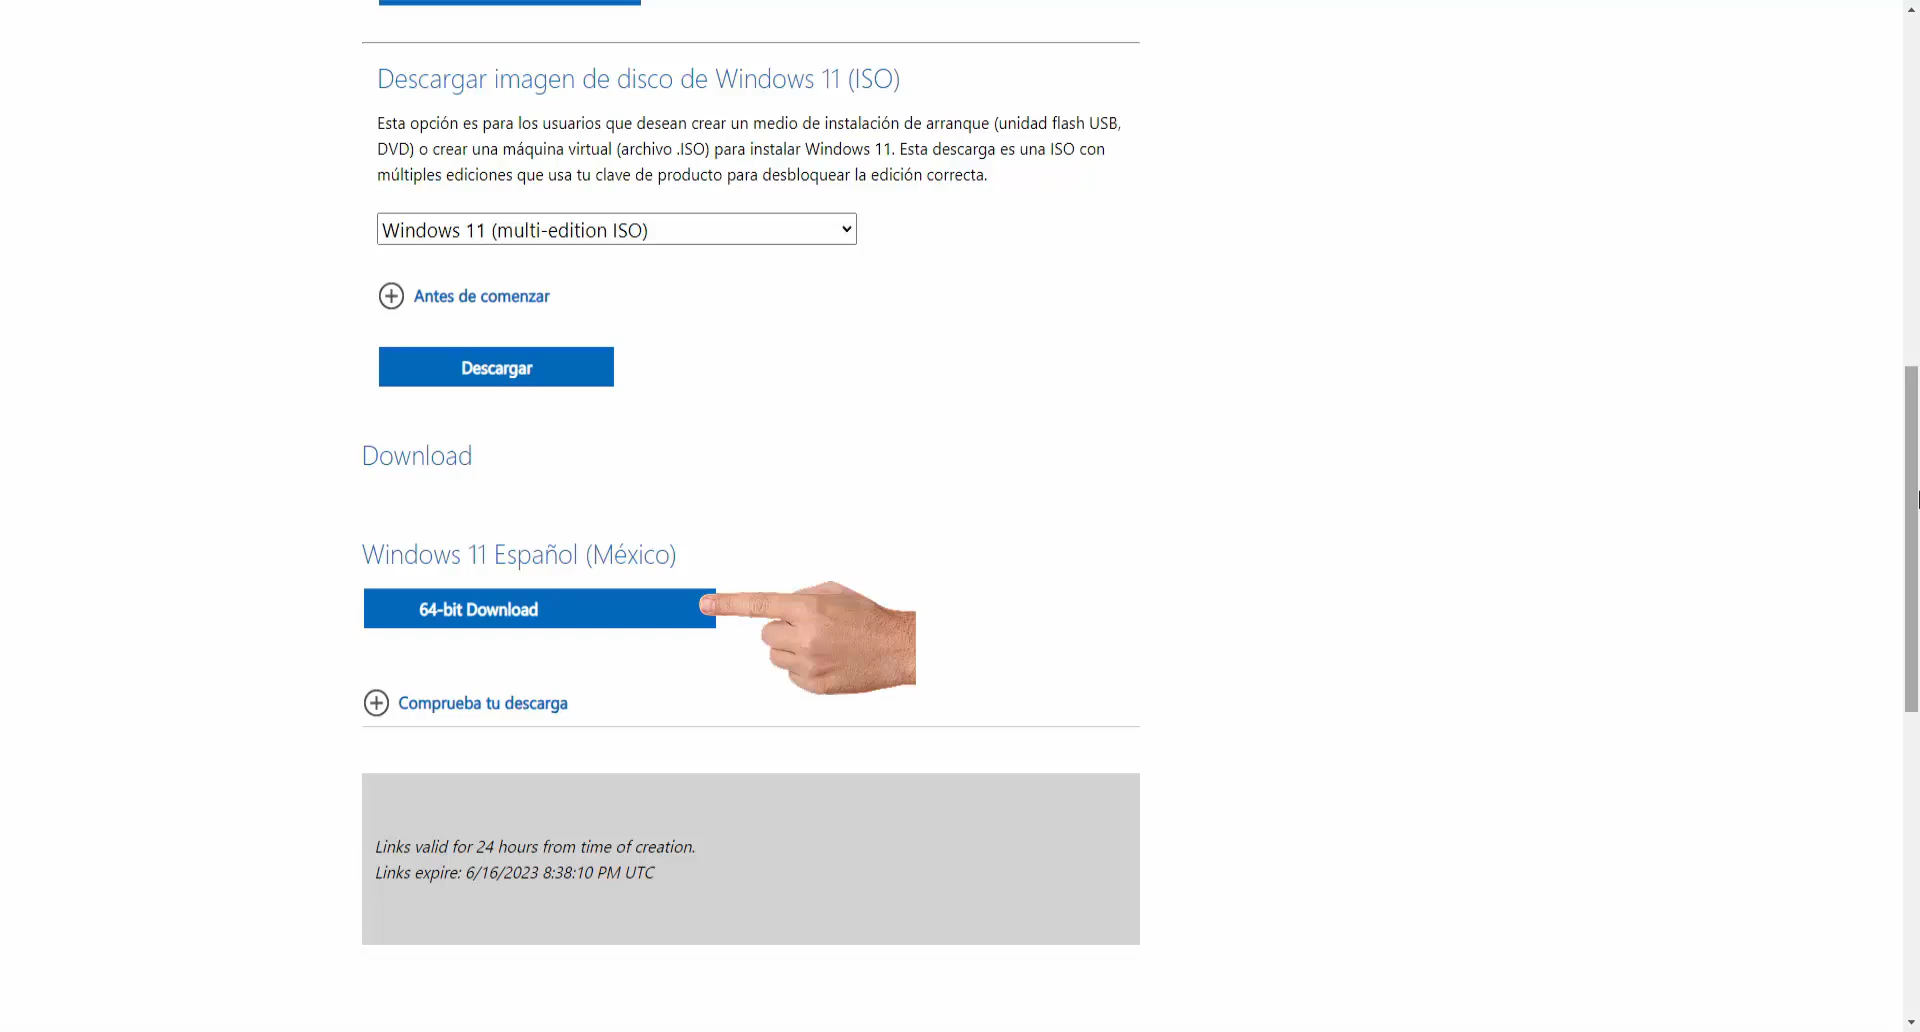 Descargar imagen de disco de Windows 11 (ISO)
Esta opción es para los usuarios que desean crear un medio de instalación de arranque (unidad flash USB,
DVD) o crear una máquina virtual (archivo .ISO) para instalar Windows 11. Esta descarga es una ISO con
múltiples ediciones que usa tu clave de producto para desbloquear la edición correcta.
Windows 11 (multi-edition ISO)
Antes de comenzar
Descargar
Download
Windows 11 Español (México)
64-bit Download
Comprueba tu descarga
Links valid for 24 hours from time of creation.
Links expire: 6/16/2023 8:38:10 PM UTC